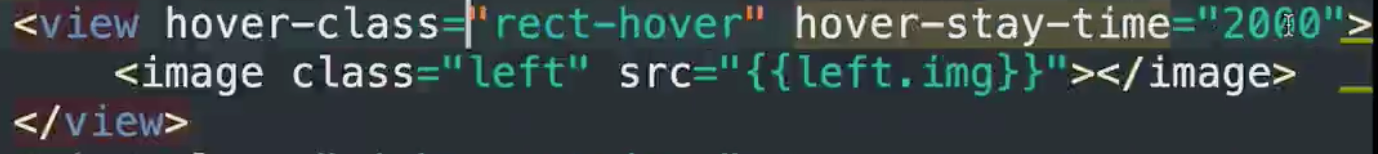 <view hover-class="rect-hover" hover-stay-time="2000">
<image class="left" src="{{left.img}}"></image>
</view>